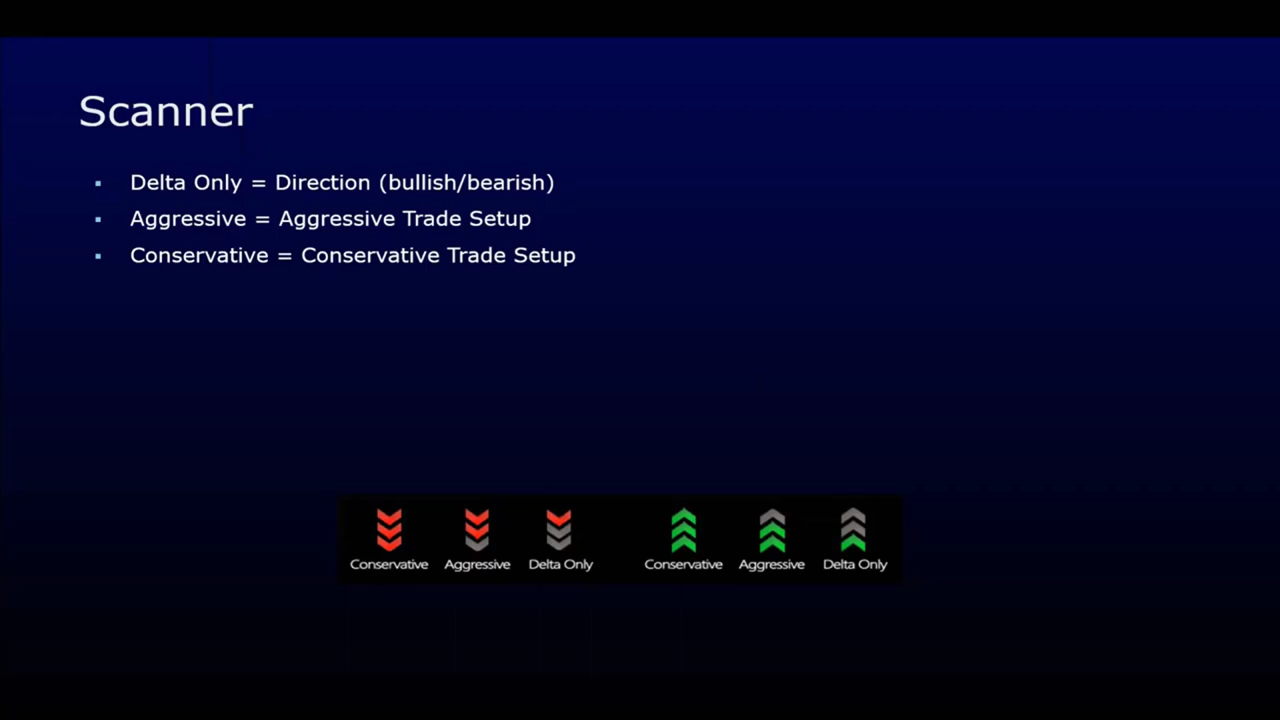 Scanner
▪ Delta Only = Direction (bullish/bearish)
▪ Aggressive = Aggressive Trade Setup
▪ Conservative = Conservative Trade Setup
Conservative Aggressive Delta Only Conservative Aggressive Delta Only